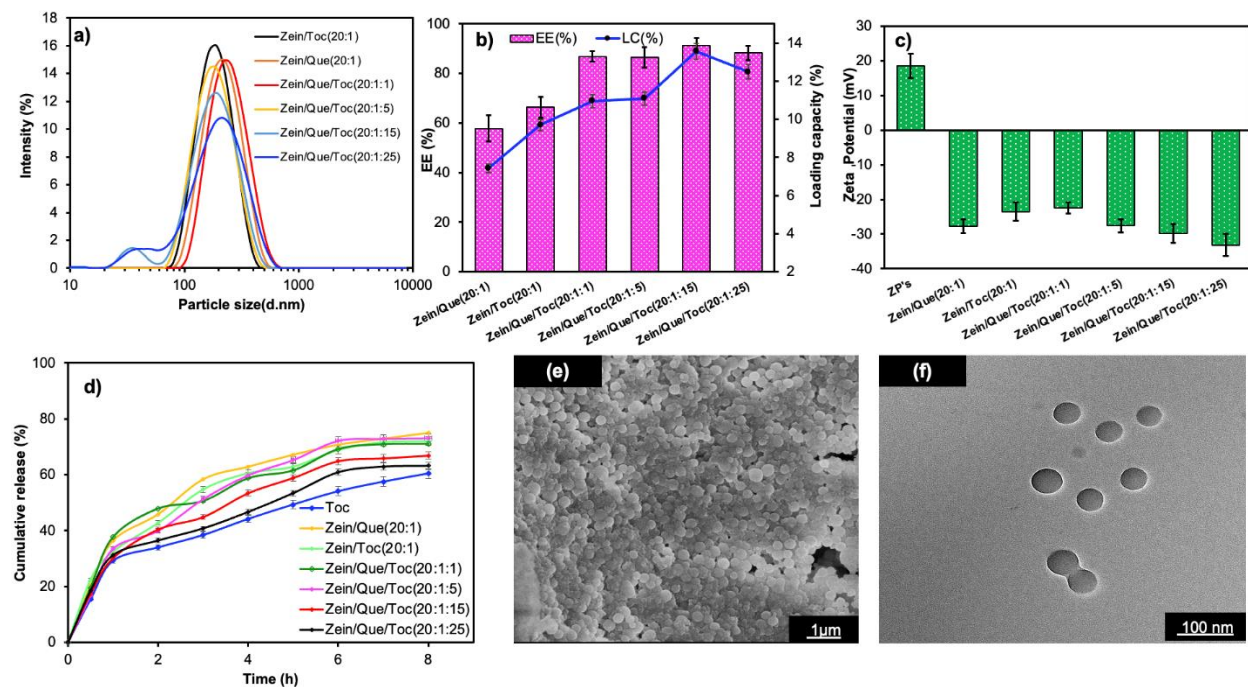 a)
Intensity (%)
18
16
14
12
10
8
6
4
2
0
10
100
1000
10000
Particle size(d.nm)
Zein/Toc(20:1)
Zein/Que(20:1)
Zein/Que/Toc(20:1:1)
Zein/Que/Toc(20:1:5)
Zein/Que/Toc(20:1:15)
Zein/Que/Toc(20:1:25)
b)
EE(%)
LC(%)
EE (%)
100
80
60
40
20
0
Loading capacity (%)
14
12
10
8
6
4
2
Zein/Que(20:1)
Zein/Toc(20:1)
Zein/Que/Toc(20:1:1)
Zein/Que/Toc(20:1:5)
Zein/Que/Toc(20:1:15)
Zein/Que/Toc(20:1:25)
c)
Zeta ,Potential (mV)
30
20
10
0
-10
-20
-30
-40
ZP's
Zein/Que(20:1)
Zein/Toc(20:1)
Zein/Que/Toc(20:1:1)
Zein/Que/Toc(20:1:5)
Zein/Que/Toc(20:1:15)
Zein/Que/Toc(20:1:25)
d)
Cumulative release (%)
100
80
60
40
20
0
0
2
4
6
8
Time (h)
Toc
Zein/Que(20:1)
Zein/Toc(20:1)
Zein/Que/Toc(20:1:1)
Zein/Que/Toc(20:1:5)
Zein/Que/Toc(20:1:15)
Zein/Que/Toc(20:1:25)
(e)
1µm
(f)
100 nm